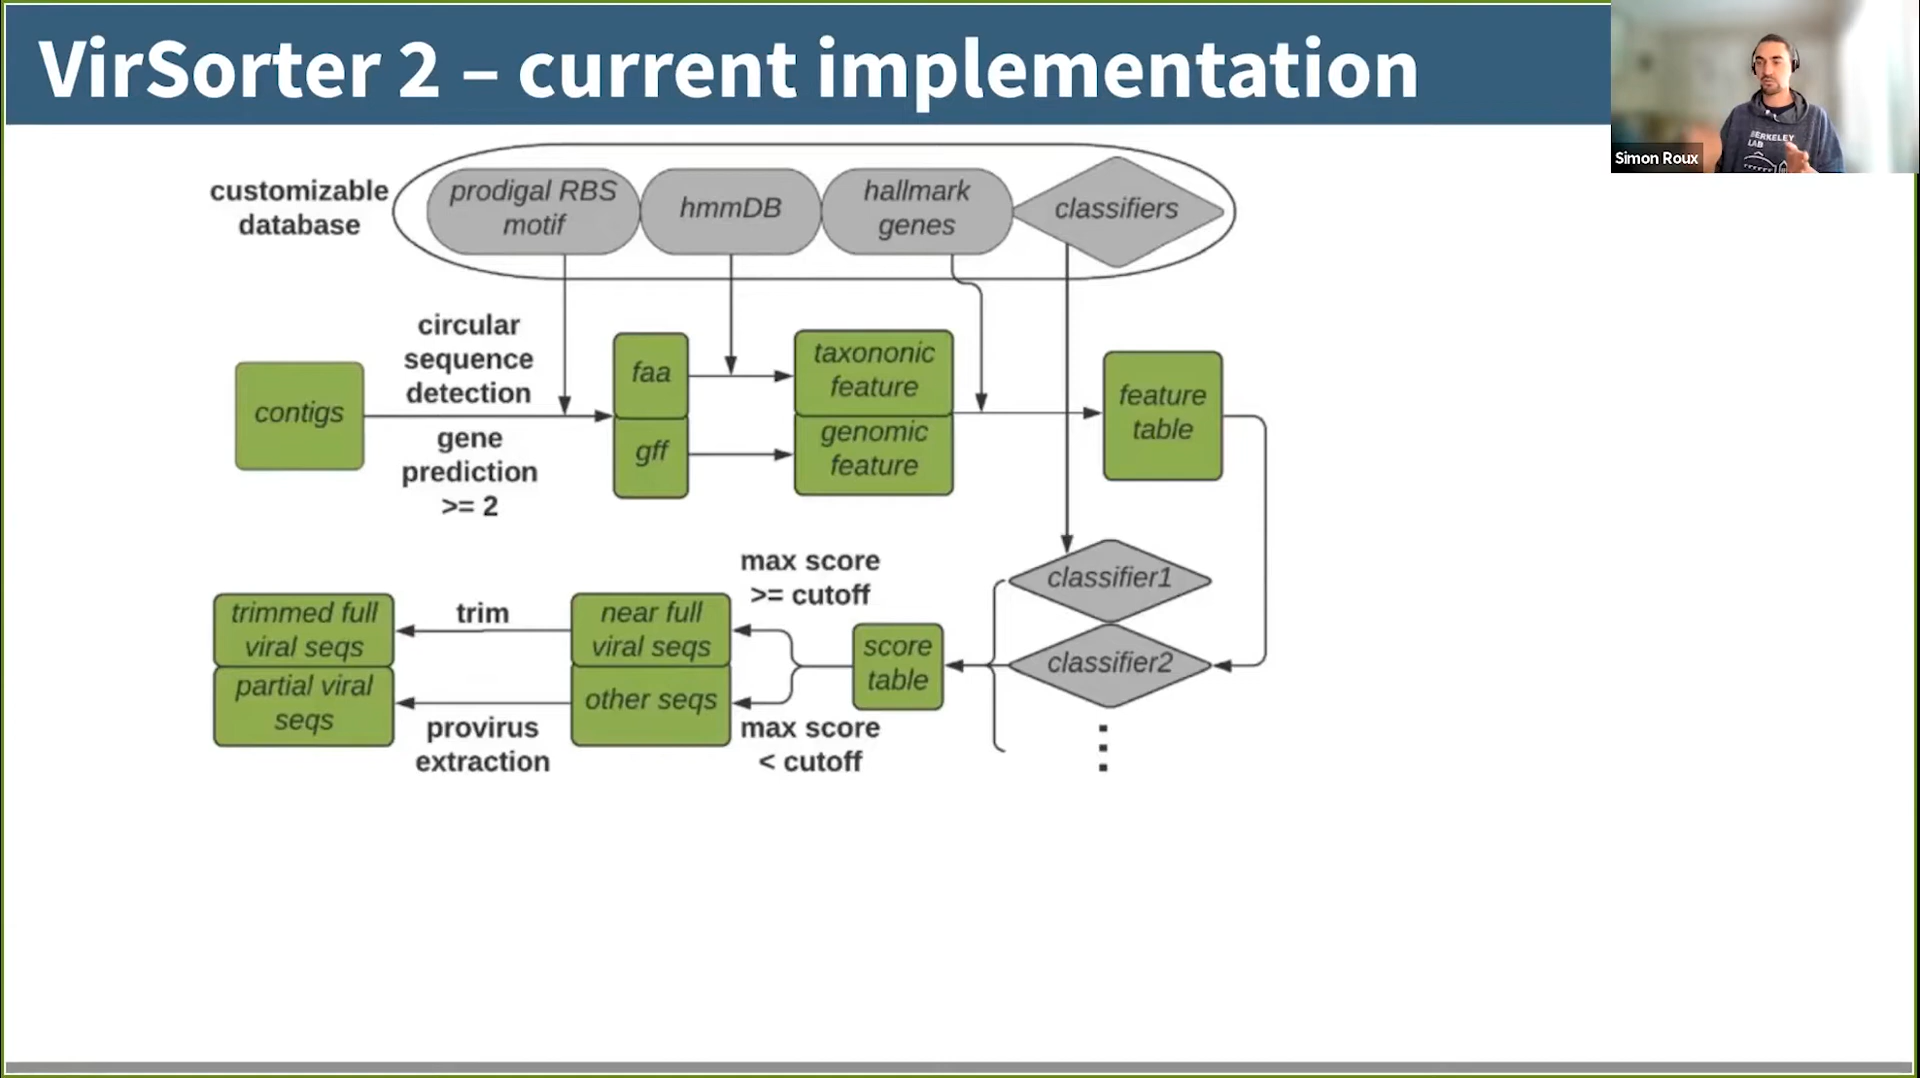 VirSorter 2 – current implementation
Simon Roux
BERKELEY
LAB
customizable
database
prodigal RBS
motif
hmmDB
hallmark
genes
classifiers
circular
sequence
detection
contigs
gene
prediction
>= 2
faa
gff
taxononic
feature
genomic
feature
feature
table
classifier1
classifier2
score
table
max score
>= cutoff
max score
< cutoff
near full
viral seqs
other seqs
trim
provirus
extraction
trimmed full
viral seqs
partial viral
seqs